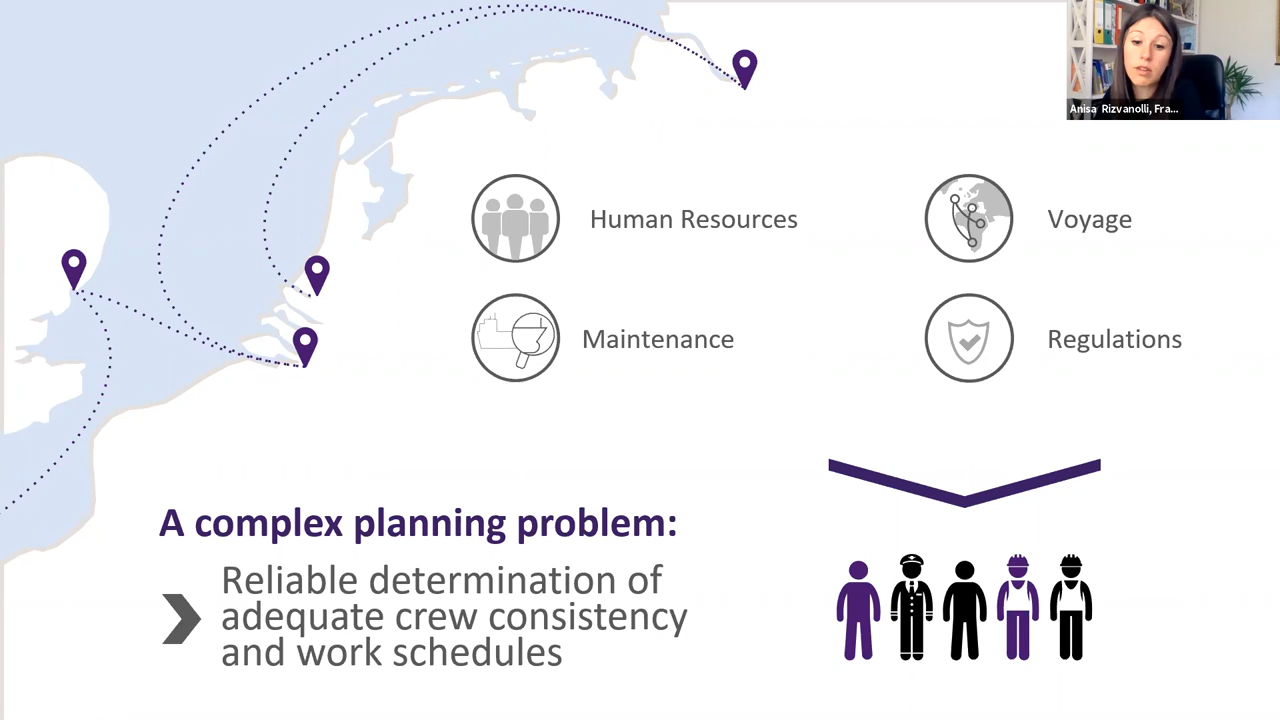 Anisa Rizvanolli, Fra...
Human Resources
Voyage
Maintenance
Regulations
A complex planning problem:
Reliable determination of
adequate crew consistency
and work schedules